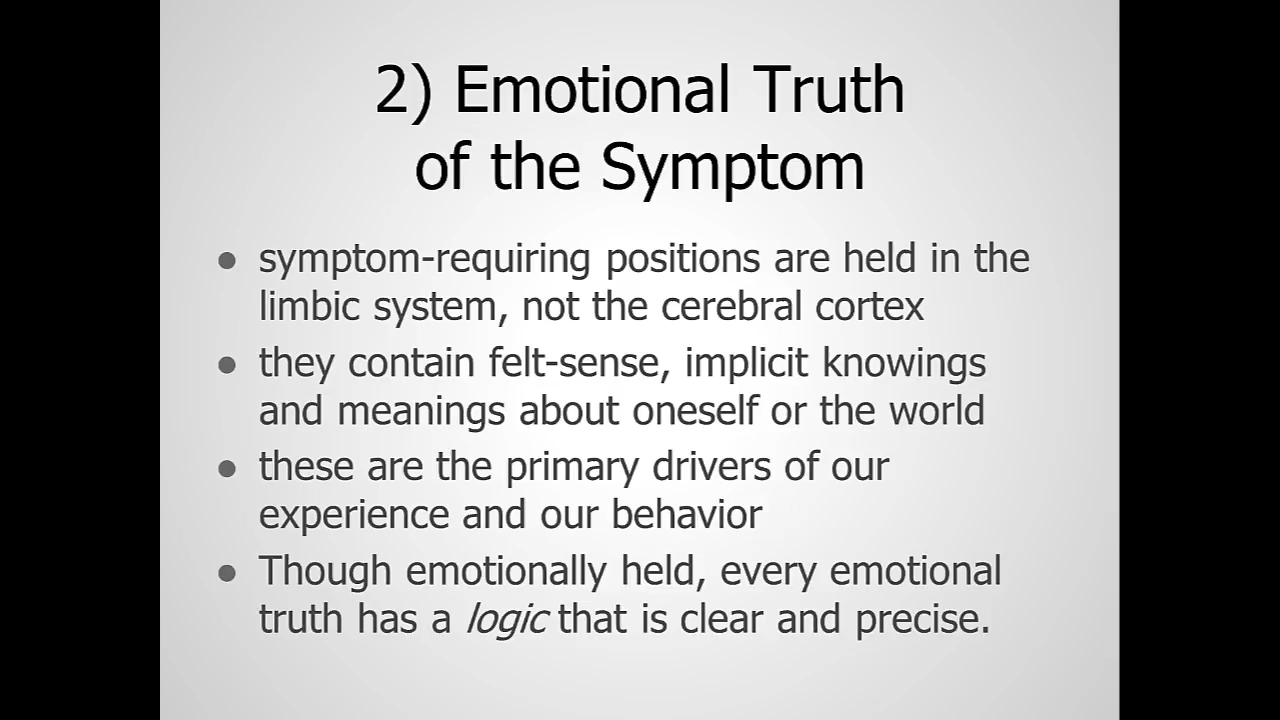 2) Emotional Truth
of the Symptom
● symptom-requiring positions are held in the
limbic system, not the cerebral cortex
● they contain felt-sense, implicit knowings
and meanings about oneself or the world
● these are the primary drivers of our
experience and our behavior
● Though emotionally held, every emotional
truth has a logic that is clear and precise.